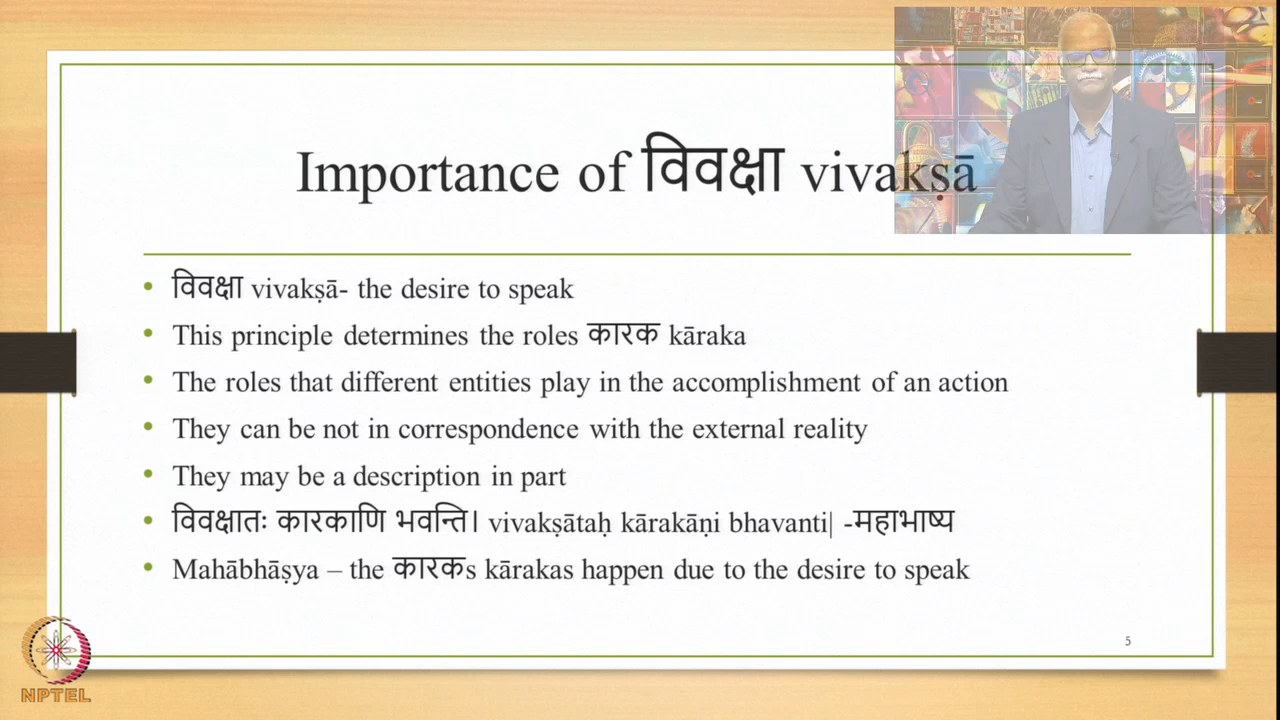 Importance of विवक्षा vivakṣā
• विवक्षा vivakṣā- the desire to speak
• This principle determines the roles कारक kāraka
• The roles that different entities play in the accomplishment of an action
• They can be not in correspondence with the external reality
• They may be a description in part
• विवक्षातः कारकाणि भवन्ति। vivakṣātaḥ kārakāṇi bhavanti| -महाभाष्य
• Mahābhāṣya – the कारकs kārakas happen due to the desire to speak
5
NPTEL